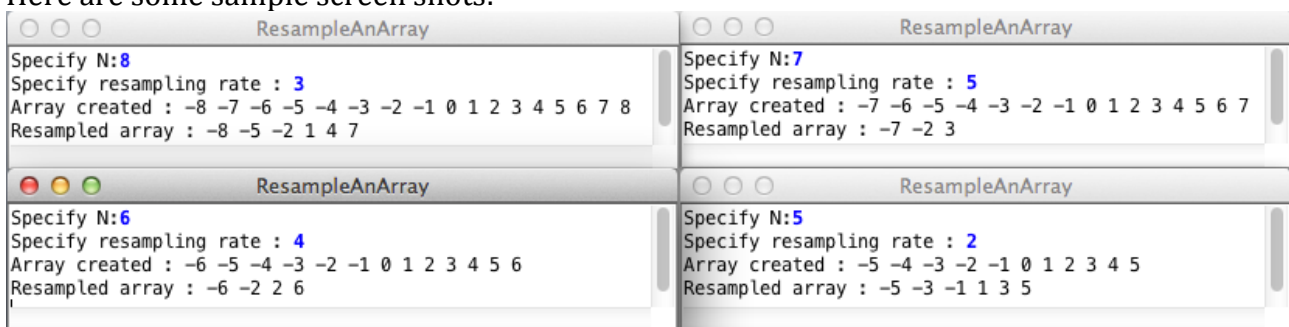 Here are some sample screen shots:
ResampleAnArray
Specify N:8
Specify resampling rate : 3
Array created : -8 -7 -6 -5 -4 -3 -2 -1 0 1 2 3 4 5 6 7 8
Resampled array : -8 -5 -2 1 4 7
ResampleAnArray
Specify N:7
Specify resampling rate : 5
Array created : -7 -6 -5 -4 -3 -2 -1 0 1 2 3 4 5 6 7
Resampled array : -7 -2 3
ResampleAnArray
Specify N:6
Specify resampling rate : 4
Array created : -6 -5 -4 -3 -2 -1 0 1 2 3 4 5 6
Resampled array : -6 -2 2 6
ResampleAnArray
Specify N:5
Specify resampling rate : 2
Array created : -5 -4 -3 -2 -1 0 1 2 3 4 5
Resampled array : -5 -3 -1 1 3 5